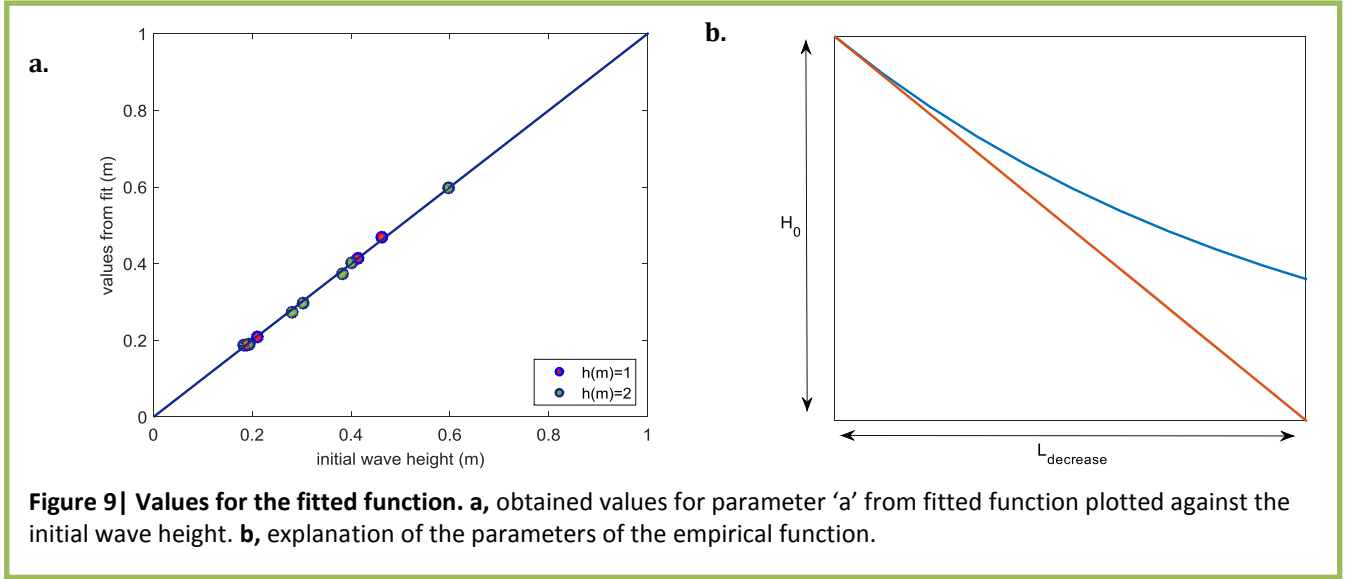 a.
1
0.8
0.6
0.4
0.2
0
values from fit (m)
0 0.2 0.4 0.6 0.8 1
initial wave height (m)
h(m)=1
h(m)=2
b.
H0
Ldecrease
Figure 9| Values for the fitted function. a, obtained values for parameter ‘a’ from fitted function plotted against the
initial wave height. b, explanation of the parameters of the empirical function.